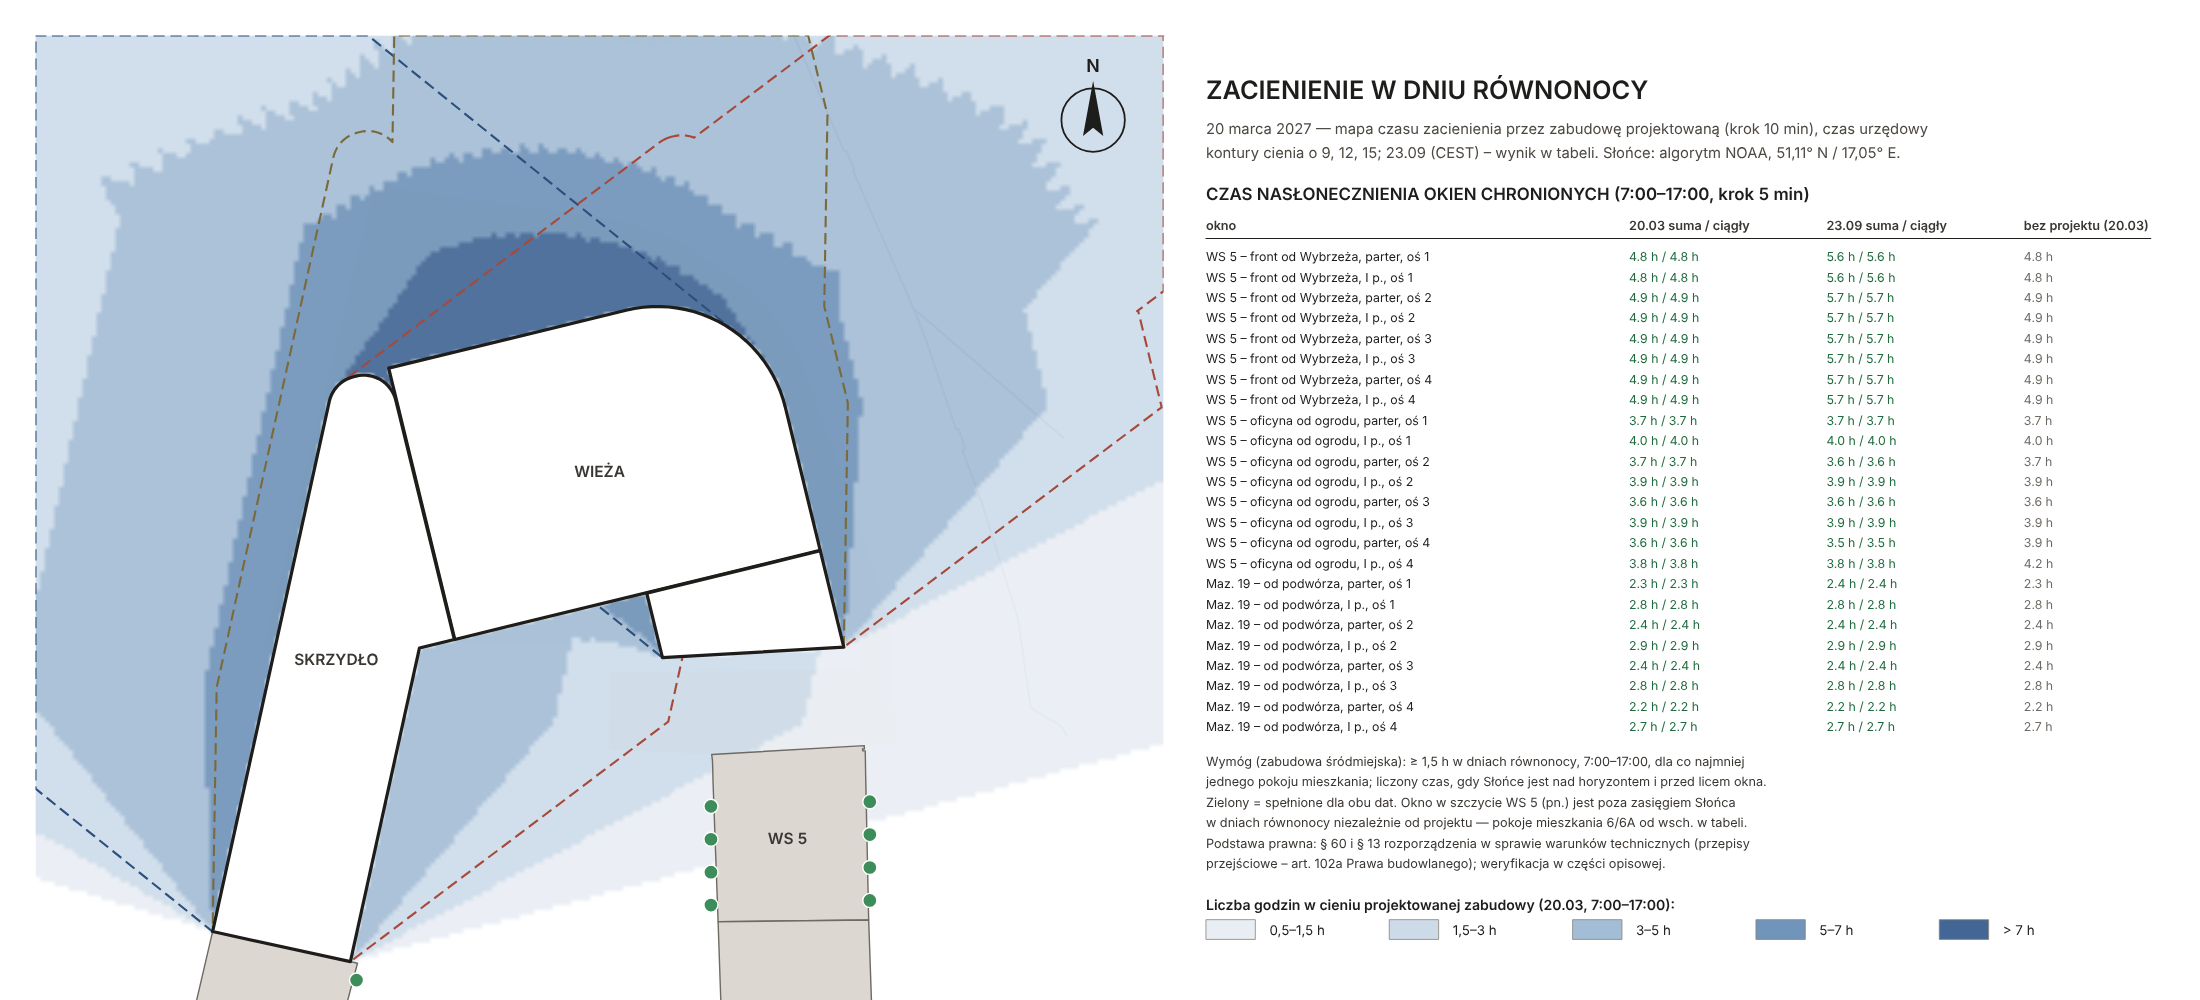 N
WIEŻA
SKRZYDŁO
WS 5
ZACIENIENIE W DNIU RÓWNONOCY
20 marca 2027 — mapa czasu zacienienia przez zabudowę projektowaną (krok 10 min), czas urzędowy
kontury cienia o 9, 12, 15; 23.09 (CEST) – wynik w tabeli. Słońce: algorytm NOAA, 51,11° N / 17,05° E.
CZAS NASŁONECZNIENIA OKIEN CHRONIONYCH (7:00–17:00, krok 5 min)
okno 20.03 suma / ciągły 23.09 suma / ciągły bez projektu (20.03)
WS 5 – front od Wybrzeża, parter, oś 1 4.8 h / 4.8 h 5.6 h / 5.6 h 4.8 h
WS 5 – front od Wybrzeża, I p., oś 1 4.8 h / 4.8 h 5.6 h / 5.6 h 4.8 h
WS 5 – front od Wybrzeża, parter, oś 2 4.9 h / 4.9 h 5.7 h / 5.7 h 4.9 h
WS 5 – front od Wybrzeża, I p., oś 2 4.9 h / 4.9 h 5.7 h / 5.7 h 4.9 h
WS 5 – front od Wybrzeża, parter, oś 3 4.9 h / 4.9 h 5.7 h / 5.7 h 4.9 h
WS 5 – front od Wybrzeża, I p., oś 3 4.9 h / 4.9 h 5.7 h / 5.7 h 4.9 h
WS 5 – front od Wybrzeża, parter, oś 4 4.9 h / 4.9 h 5.7 h / 5.7 h 4.9 h
WS 5 – front od Wybrzeża, I p., oś 4 4.9 h / 4.9 h 5.7 h / 5.7 h 4.9 h
WS 5 – oficyna od ogrodu, parter, oś 1 3.7 h / 3.7 h 3.7 h / 3.7 h 3.7 h
WS 5 – oficyna od ogrodu, I p., oś 1 4.0 h / 4.0 h 4.0 h / 4.0 h 4.0 h
WS 5 – oficyna od ogrodu, parter, oś 2 3.7 h / 3.7 h 3.6 h / 3.6 h 3.7 h
WS 5 – oficyna od ogrodu, I p., oś 2 3.9 h / 3.9 h 3.9 h / 3.9 h 3.9 h
WS 5 – oficyna od ogrodu, parter, oś 3 3.6 h / 3.6 h 3.6 h / 3.6 h 3.6 h
WS 5 – oficyna od ogrodu, I p., oś 3 3.9 h / 3.9 h 3.9 h / 3.9 h 3.9 h
WS 5 – oficyna od ogrodu, parter, oś 4 3.6 h / 3.6 h 3.5 h / 3.5 h 3.9 h
WS 5 – oficyna od ogrodu, I p., oś 4 3.8 h / 3.8 h 3.8 h / 3.8 h 4.2 h
Maz. 19 – od podwórza, parter, oś 1 2.3 h / 2.3 h 2.4 h / 2.4 h 2.3 h
Maz. 19 – od podwórza, I p., oś 1 2.8 h / 2.8 h 2.8 h / 2.8 h 2.8 h
Maz. 19 – od podwórza, parter, oś 2 2.4 h / 2.4 h 2.4 h / 2.4 h 2.4 h
Maz. 19 – od podwórza, I p., oś 2 2.9 h / 2.9 h 2.9 h / 2.9 h 2.9 h
Maz. 19 – od podwórza, parter, oś 3 2.4 h / 2.4 h 2.4 h / 2.4 h 2.4 h
Maz. 19 – od podwórza, I p., oś 3 2.8 h / 2.8 h 2.8 h / 2.8 h 2.8 h
Maz. 19 – od podwórza, parter, oś 4 2.2 h / 2.2 h 2.2 h / 2.2 h 2.2 h
Maz. 19 – od podwórza, I p., oś 4 2.7 h / 2.7 h 2.7 h / 2.7 h 2.7 h
Wymóg (zabudowa śródmiejska): ≥ 1,5 h w dniach równonocy, 7:00–17:00, dla co najmniej
jednego pokoju mieszkania; liczony czas, gdy Słońce jest nad horyzontem i przed licem okna.
Zielony = spełnione dla obu dat. Okno w szczycie WS 5 (pn.) jest poza zasięgiem Słońca
w dniach równonocy niezależnie od projektu — pokoje mieszkania 6/6A od wsch. w tabeli.
Podstawa prawna: § 60 i § 13 rozporządzenia w sprawie warunków technicznych (przepisy
przejściowe – art. 102a Prawa budowlanego); weryfikacja w części opisowej.
Liczba godzin w cieniu projektowanej zabudowy (20.03, 7:00–17:00):
0,5–1,5 h 1,5–3 h 3–5 h 5–7 h > 7 h